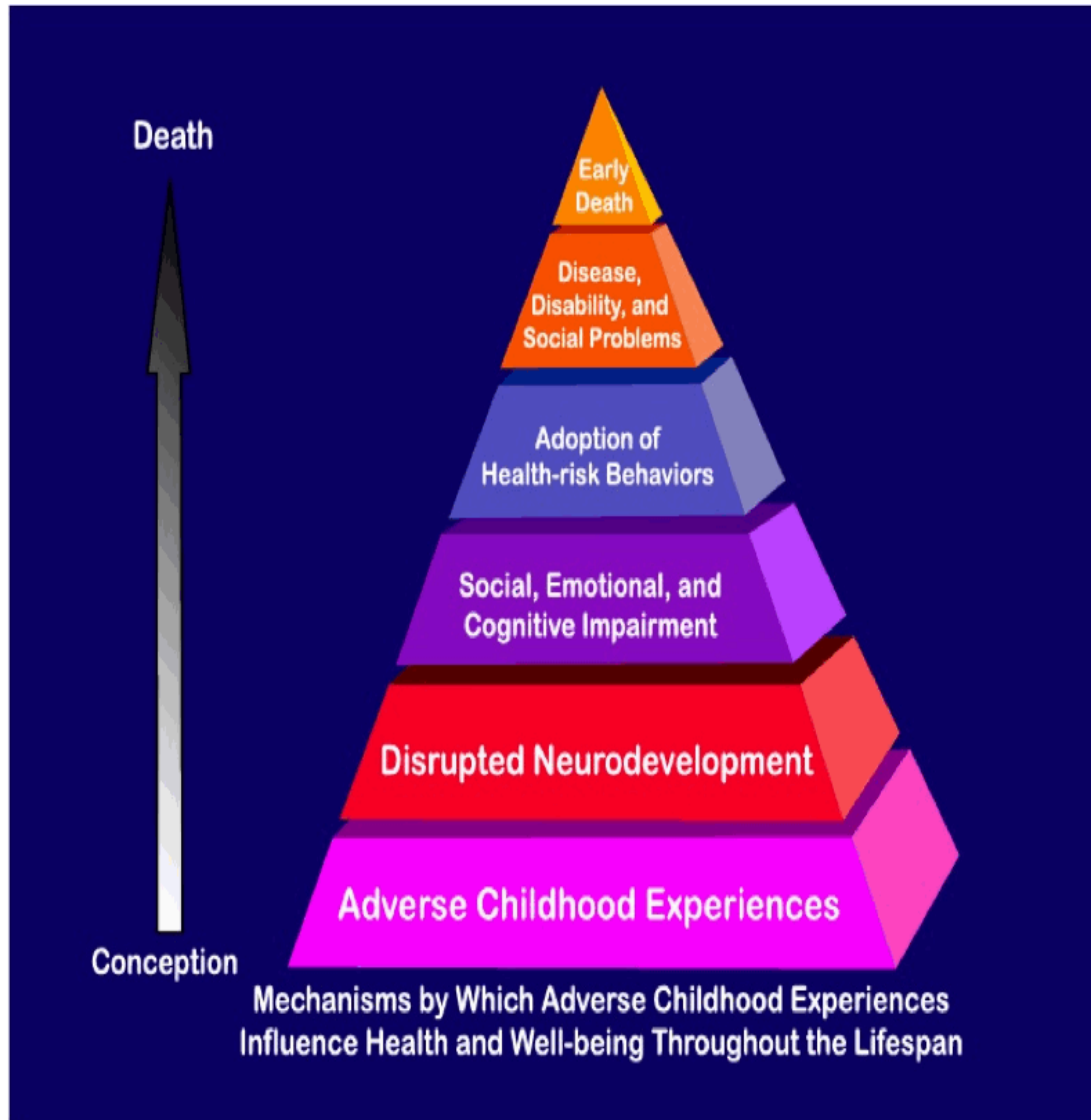 Death
Early
Death
Disease,
Disability, and
Social Problems
Adoption of
Health-risk Behaviors
Social, Emotional, and
Cognitive Impairment
Disrupted Neurodevelopment
Adverse Childhood Experiences
Conception
Mechanisms by Which Adverse Childhood Experiences
Influence Health and Well-being Throughout the Lifespan